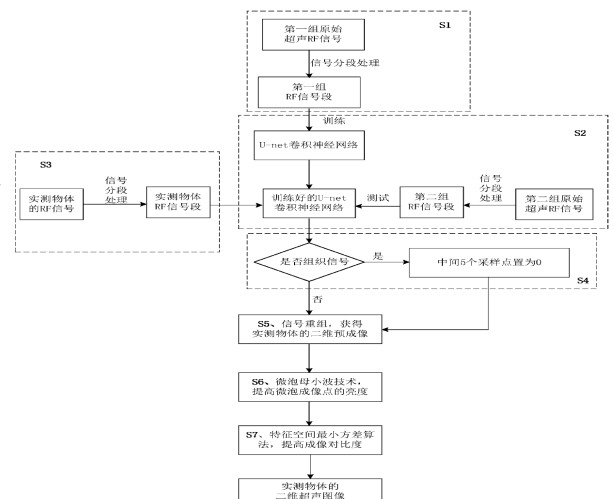 S1
第一组原始
超声RF信号
信号分段处理
第一组
RF信号段
训练
S2
U-net卷积神经网络
S3
实测物体
的RF信号
信号
分段
处理
实测物体
RF信号段
训练好的U-net
卷积神经网络
测试
第二组
RF信号段
信号
分段
处理
第二组原始
超声RF信号
是否组织信号
是
中间5个采样点置为0
S4
否
S5、信号重组，获得
实测物体的二维预成像
S6、微泡母小波技术，
提高微泡成像点的亮度
S7、特征空间最小方差算
法，提高成像对比度
实测物体的
二维超声图像